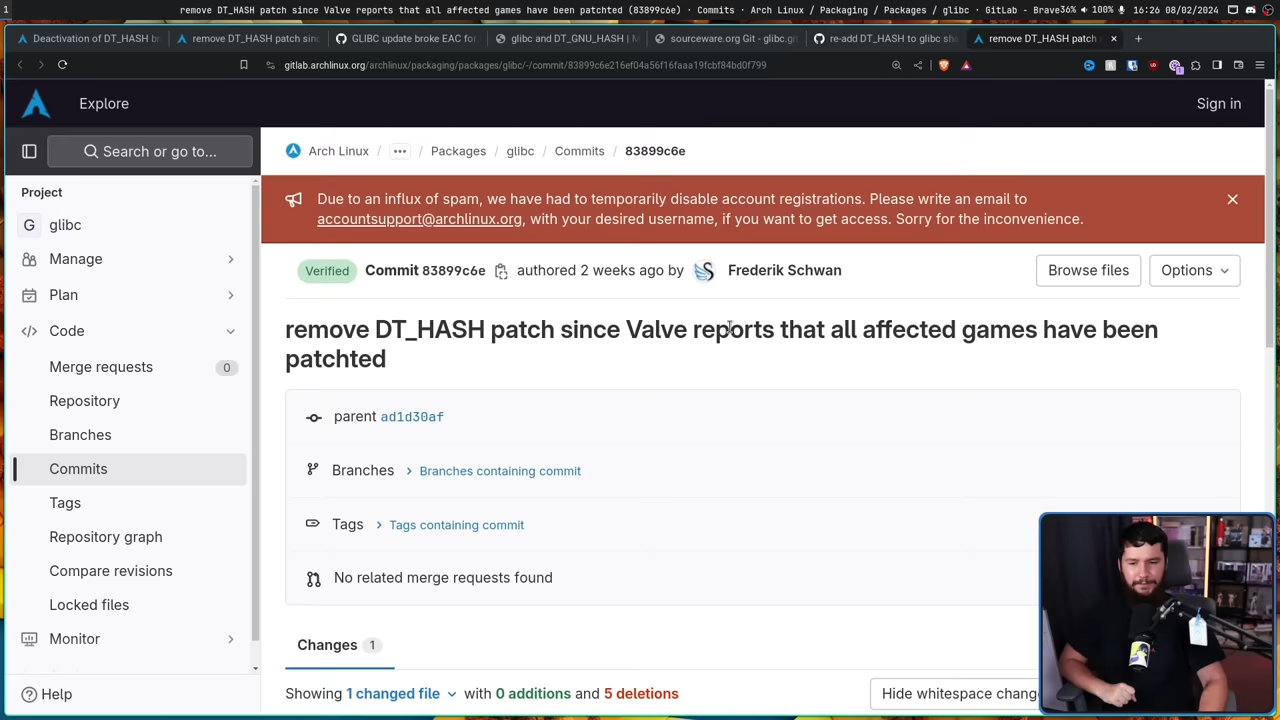 1
remove DT_HASH patch since Valve reports that all affected games have been patched (83899c6e) · Commits · Arch Linux / Packaging / Packages / glibc · GitLab - Brave
36%
100%
16:26 08/02/2024
Deactivation of DT_HASH br
remove DT_HASH patch sinc
GLIBC update broke EAC for
glibc and DT_GNU_HASH |
sourceware.org Git - glibc.gi
re-add DT_HASH to glibc sha
remove DT_HASH patch
gitlab.archlinux.org/archlinux/packaging/packages/glibc/-/commit/83899c6e216ef04a56f16faaa19fcbf84bd0f799
Explore
Sign in
Search or go to...
Arch Linux / ... / Packages / glibc / Commits / 83899c6e
Project
G glibc
Manage
Plan
Code
Merge requests 0
Repository
Branches
Commits
Tags
Repository graph
Compare revisions
Locked files
Monitor
Help
Due to an influx of spam, we have had to temporarily disable account registrations. Please write an email to
accountsupport@archlinux.org, with your desired username, if you want to get access. Sorry for the inconvenience.
Verified Commit 83899c6e authored 2 weeks ago by Frederik Schwan
Browse files
Options
remove DT_HASH patch since Valve reports that all affected games have been
patchted
parent ad1d30af
Branches > Branches containing commit
Tags > Tags containing commit
No related merge requests found
Changes 1
Showing 1 changed file with 0 additions and 5 deletions
Hide whitespace chang